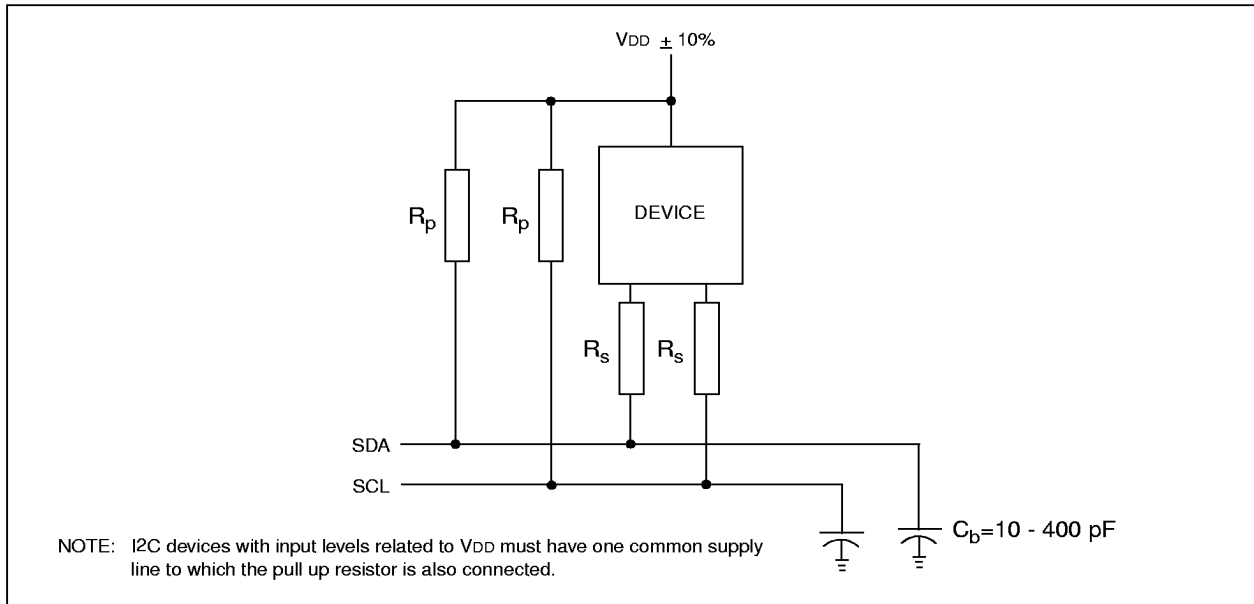 VDD ± 10%
Rp
Rp
DEVICE
Rs
Rs
SDA
SCL
Cb=10 - 400 pF
NOTE: I2C devices with input levels related to VDD must have one common supply
line to which the pull up resistor is also connected.